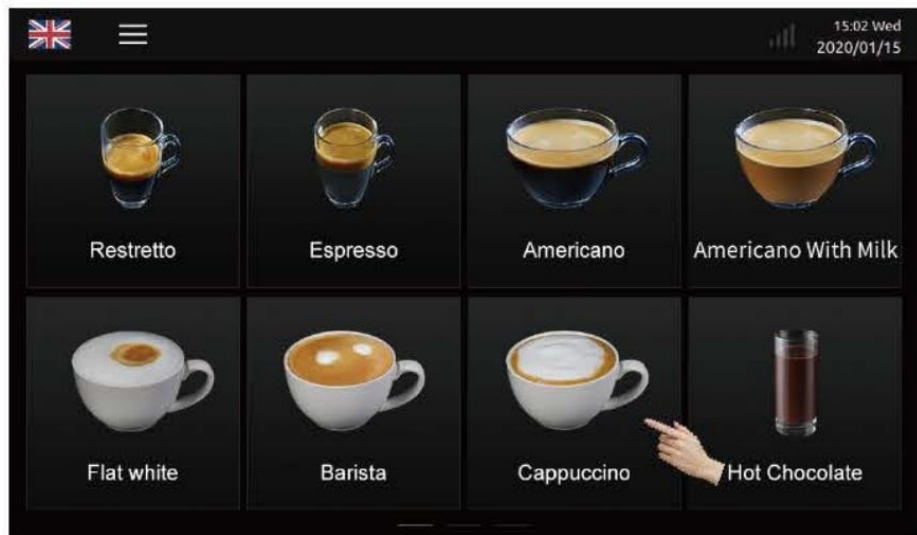 15:02 Wed
2020/01/15
Restretto
Espresso
Americano
Americano With Milk
Flat white
Barista
Cappuccino
Hot Chocolate